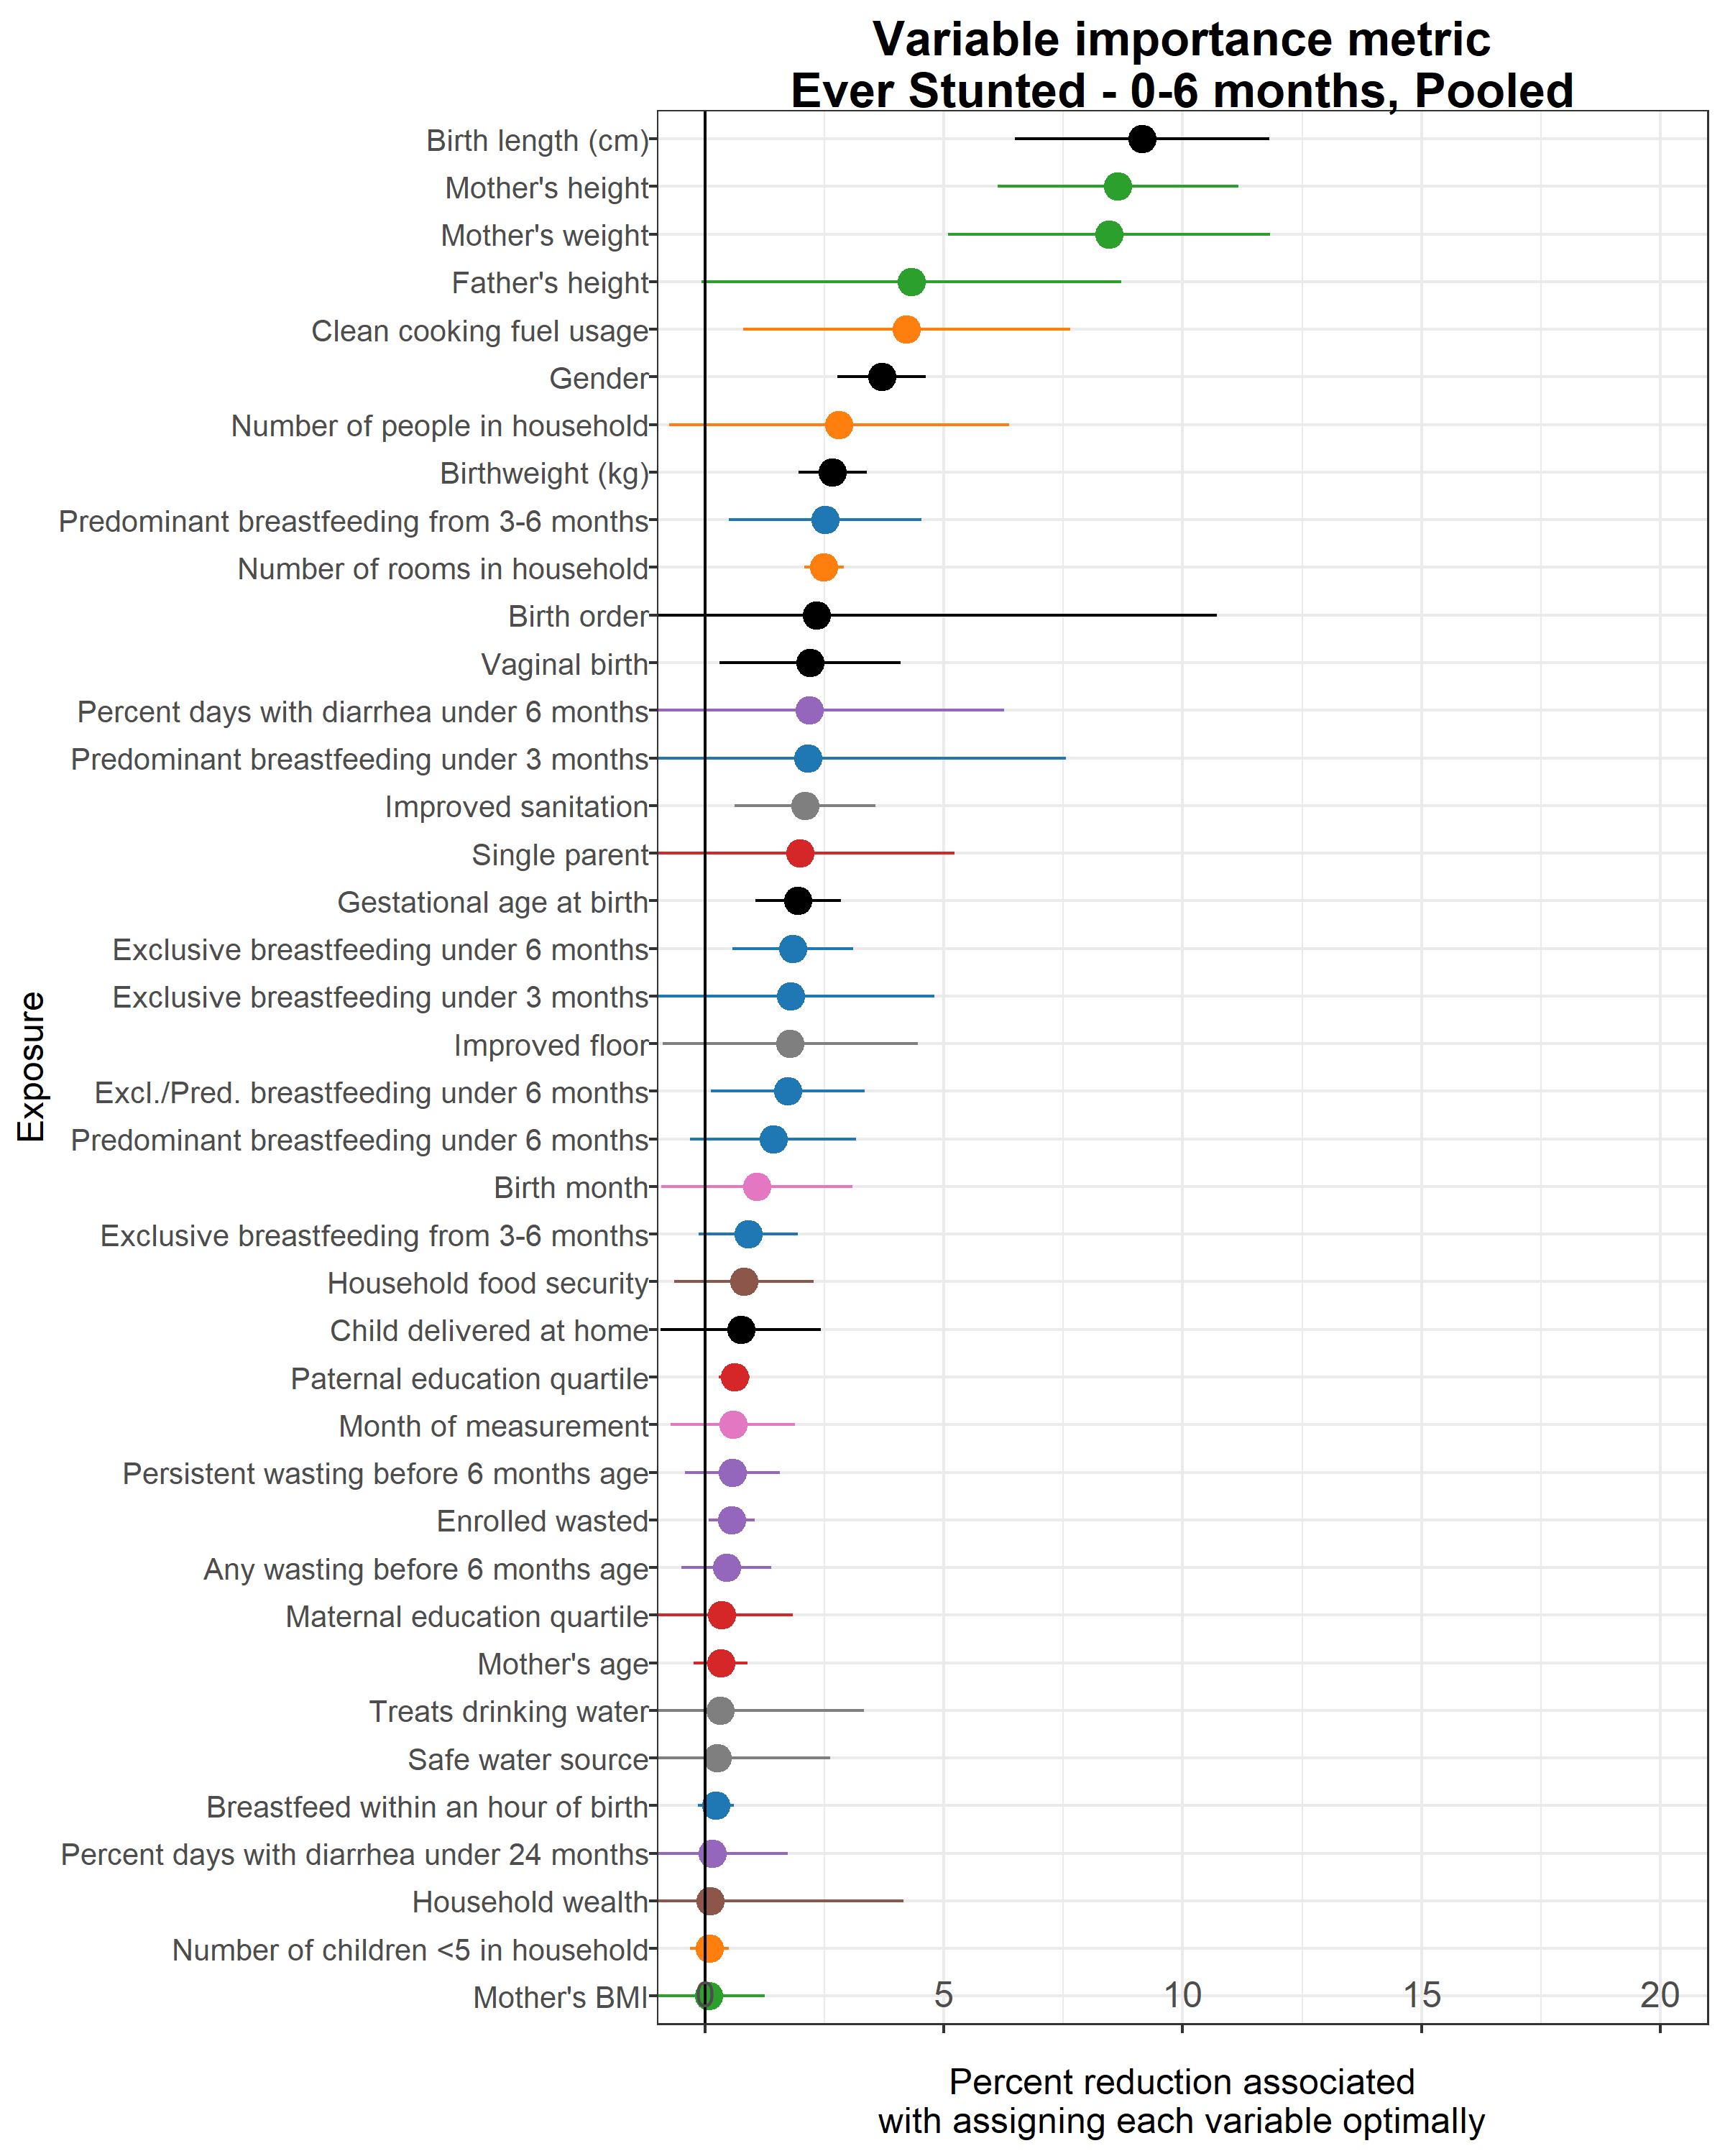 Variable importance metric
Ever Stunted - 0-6 months, Pooled
Birth length (cm)
Mother's height
Mother's weight
Father's height
Clean cooking fuel usage
Gender
Number of people in household
Birthweight (kg)
Predominant breastfeeding from 3-6 months
Number of rooms in household
Birth order
Vaginal birth
Percent days with diarrhea under 6 months
Predominant breastfeeding under 3 months
Improved sanitation
Single parent
Gestational age at birth
Exclusive breastfeeding under 6 months
Exclusive breastfeeding under 3 months
Improved floor
Excl./Pred. breastfeeding under 6 months
Predominant breastfeeding under 6 months
Birth month
Exclusive breastfeeding from 3-6 months
Household food security
Child delivered at home
Paternal education quartile
Month of measurement
Persistent wasting before 6 months age
Enrolled wasted
Any wasting before 6 months age
Maternal education quartile
Mother's age
Treats drinking water
Safe water source
Breastfeed within an hour of birth
Percent days with diarrhea under 24 months
Household wealth
Number of children <5 in household
Mother's BMI
Exposure
0 5 10 15 20
Percent reduction associated
with assigning each variable optimally